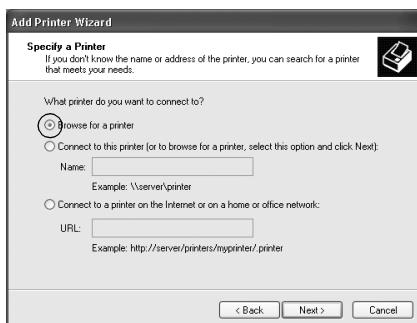 Add Printer Wizard
Specify a Printer
If you don't know the name or address of the printer, you can search for a printer
that meets your needs.
What printer do you want to connect to?
Browse for a printer
Connect to this printer (or to browse for a printer, select this option and click Next):
Name:
Example: \\server\printer
Connect to a printer on the Internet or on a home or office network:
URL:
Example: http://server/printers/myprinter/.printer
< Back Next > Cancel